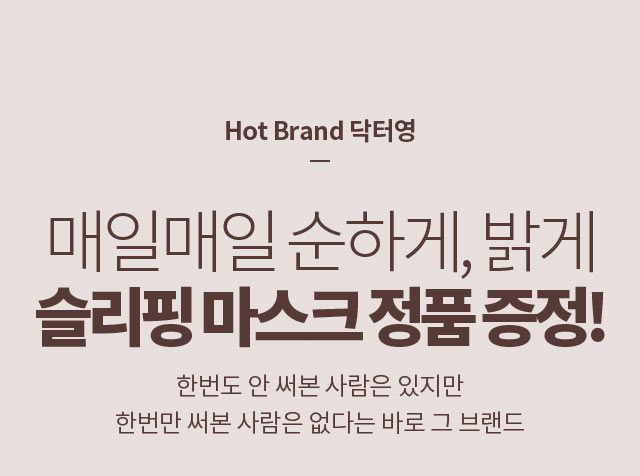 Hot Brand 닥터영
매일매일 순하게, 밝게
슬리핑 마스크 정품 증정!
한번도 안 써본 사람은 있지만
한번만 써본 사람은 없다는 바로 그 브랜드